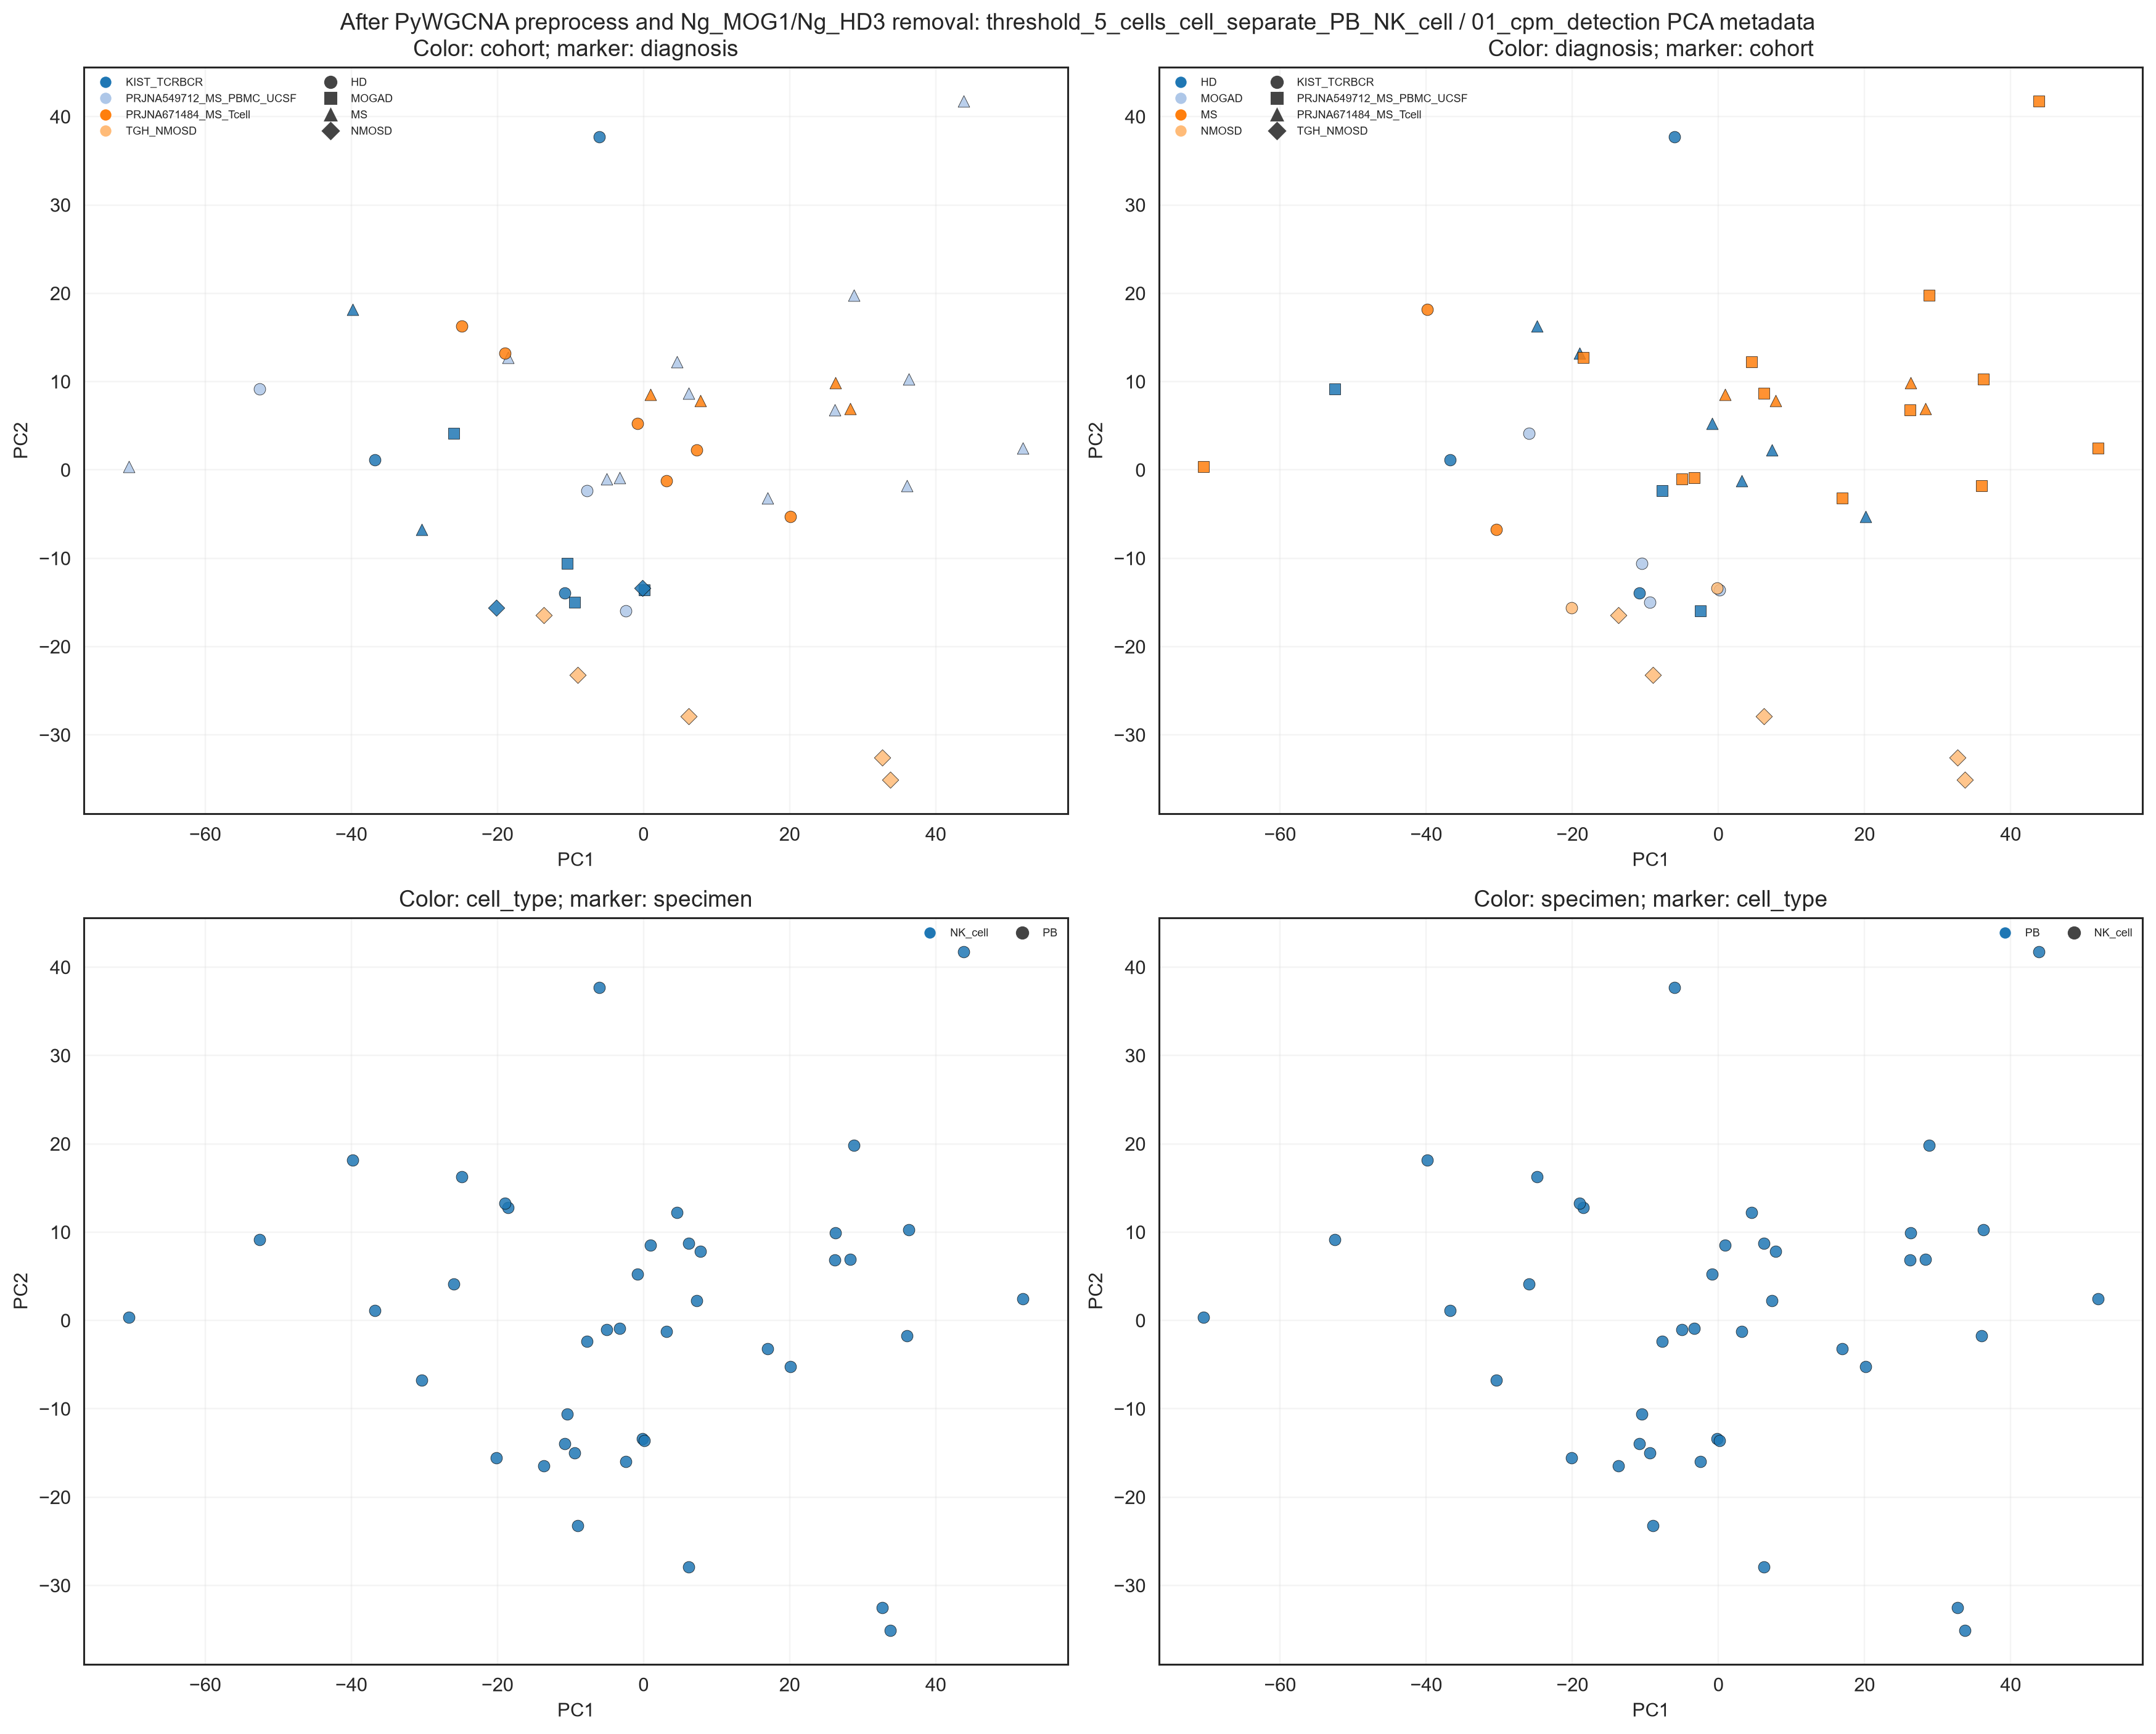 After PyWGCNA preprocess and Ng_MOG1/Ng_HD3 removal: threshold_5_cells_cell_separate_PB_NK_cell / 01_cpm_detection PCA metadata
Color: cohort; marker: diagnosis
KIST_TCRBCR HD
PRJNA549712_MS_PBMC_UCSF MOGAD
PRJNA671484_MS_Tcell MS
TGH_NMOSD NMOSD
40
30
20
10
0
−10
−20
−30
PC2
−60 −40 −20 0 20 40
PC1
Color: diagnosis; marker: cohort
HD KIST_TCRBCR
MOGAD PRJNA549712_MS_PBMC_UCSF
MS PRJNA671484_MS_Tcell
NMOSD TGH_NMOSD
40
30
20
10
0
−10
−20
−30
PC2
−60 −40 −20 0 20 40
PC1
Color: cell_type; marker: specimen
NK_cell PB
40
30
20
10
0
−10
−20
−30
PC2
−60 −40 −20 0 20 40
PC1
Color: specimen; marker: cell_type
PB NK_cell
40
30
20
10
0
−10
−20
−30
PC2
−60 −40 −20 0 20 40
PC1